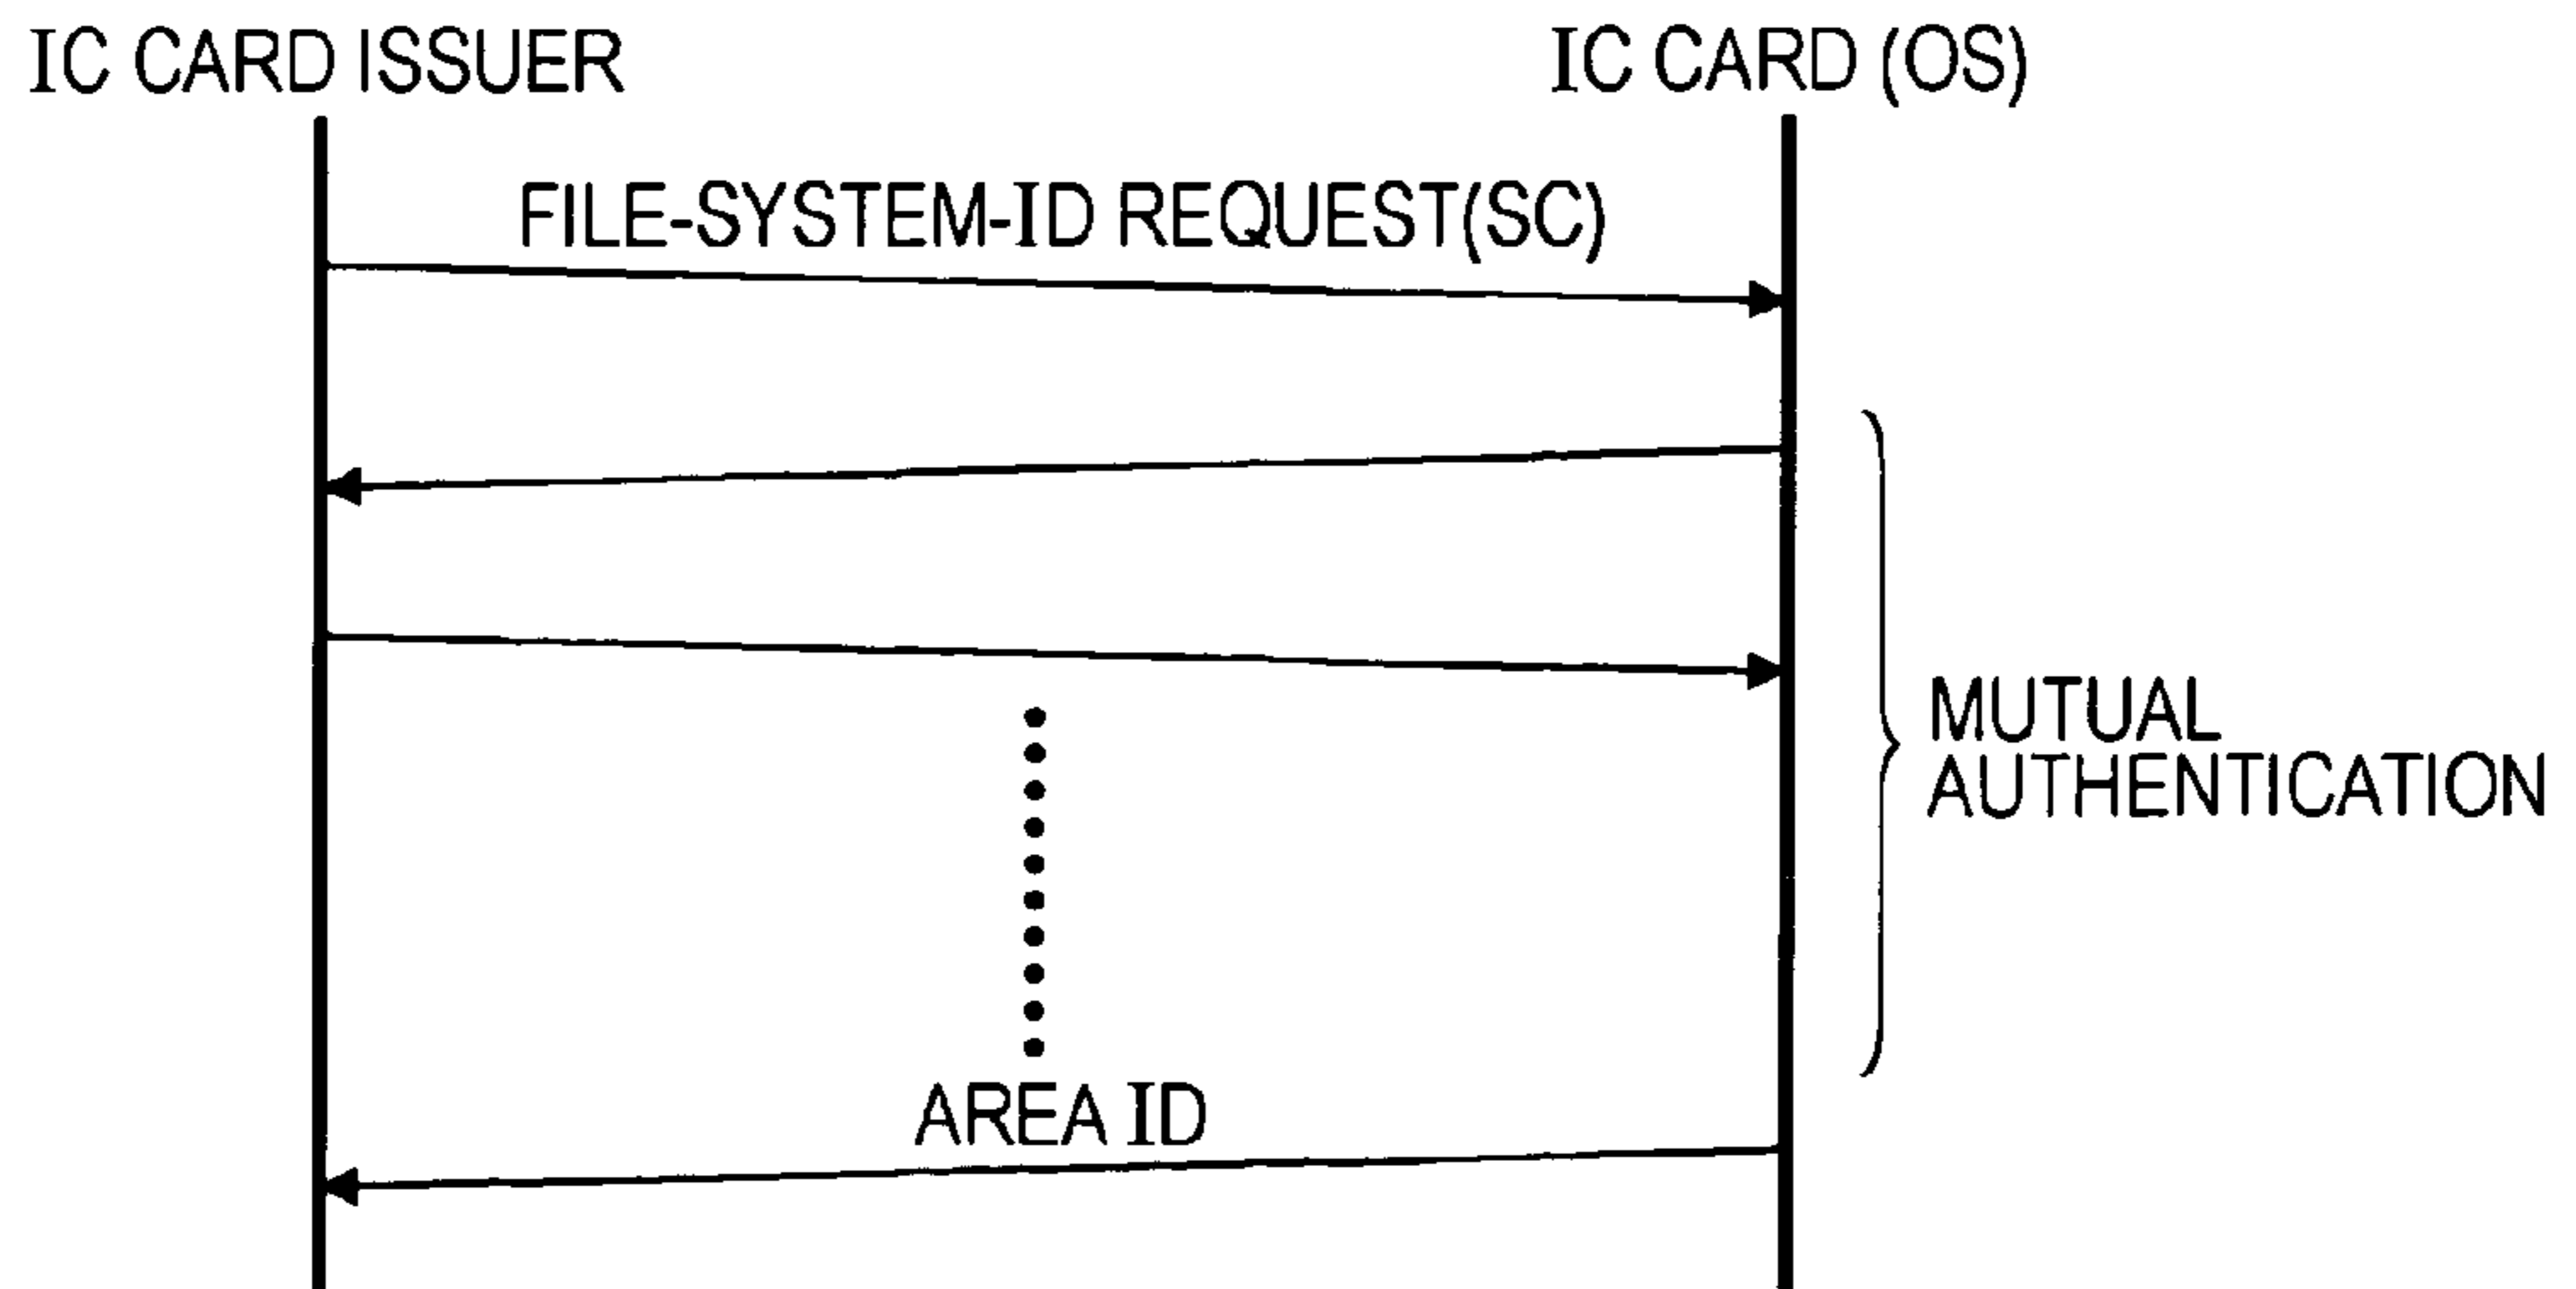 IC CARD ISSUER
IC CARD (OS)
FILE-SYSTEM-ID REQUEST(SC)
MUTUAL
AUTHENTICATION
AREA ID